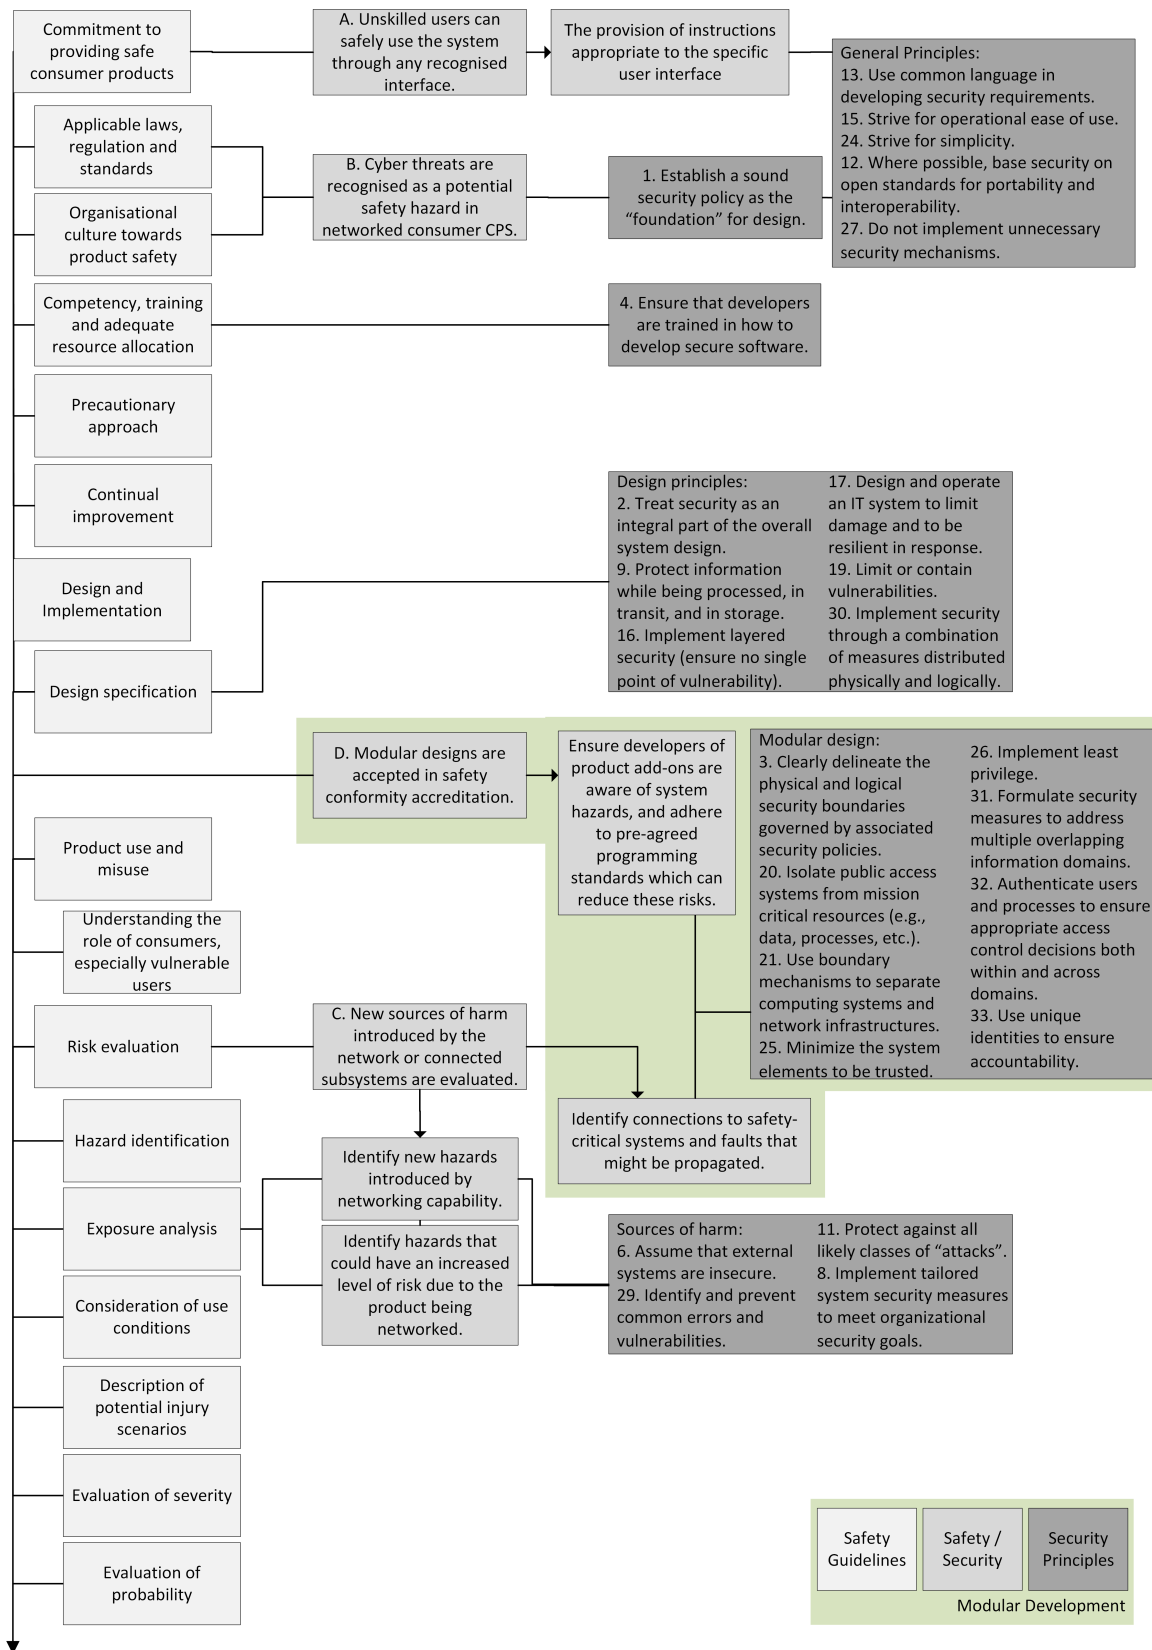 Commitment to
providing safe
consumer products
A. Unskilled users can
safely use the system
through any recognised
interface.
The provision of instructions
appropriate to the specific
user interface
General Principles:
13. Use common language in
developing security requirements.
15. Strive for operational ease of use.
24. Strive for simplicity.
12. Where possible, base security on
open standards for portability and
interoperability.
27. Do not implement unnecessary
security mechanisms.
Applicable laws,
regulation and
standards
Organisational
culture towards
product safety
B. Cyber threats are
recognised as a potential
safety hazard in
networked consumer CPS.
1. Establish a sound
security policy as the
“foundation” for design.
Competency, training
and adequate
resource allocation
4. Ensure that developers
are trained in how to
develop secure software.
Precautionary
approach
Continual
improvement
Design and
Implementation
Design specification
Design principles:
2. Treat security as an
integral part of the overall
system design.
9. Protect information
while being processed, in
transit, and in storage.
16. Implement layered
security (ensure no single
point of vulnerability).
17. Design and operate
an IT system to limit
damage and to be
resilient in response.
19. Limit or contain
vulnerabilities.
30. Implement security
through a combination
of measures distributed
physically and logically.
D. Modular designs are
accepted in safety
conformity accreditation.
Ensure developers of
product add-ons are
aware of system
hazards, and adhere
to pre-agreed
programming
standards which can
reduce these risks.
Modular design:
3. Clearly delineate the
physical and logical
security boundaries
governed by associated
security policies.
20. Isolate public access
systems from mission
critical resources (e.g.,
data, processes, etc.).
21. Use boundary
mechanisms to separate
computing systems and
network infrastructures.
25. Minimize the system
elements to be trusted.
26. Implement least
privilege.
31. Formulate security
measures to address
multiple overlapping
information domains.
32. Authenticate users
and processes to ensure
appropriate access
control decisions both
within and across
domains.
33. Use unique
identities to ensure
accountability.
Product use and
misuse
Understanding the
role of consumers,
especially vulnerable
users
Risk evaluation
C. New sources of harm
introduced by the
network or connected
subsystems are evaluated.
Identify connections to safety-
critical systems and faults that
might be propagated.
Hazard identification
Identify new hazards
introduced by
networking capability.
Exposure analysis
Identify hazards that
could have an increased
level of risk due to the
product being
networked.
Sources of harm:
6. Assume that external
systems are insecure.
29. Identify and prevent
common errors and
vulnerabilities.
11. Protect against all
likely classes of “attacks”.
8. Implement tailored
system security measures
to meet organizational
security goals.
Consideration of use
conditions
Description of
potential injury
scenarios
Evaluation of severity
Evaluation of
probability
Safety
Guidelines
Safety /
Security
Security
Principles
Modular Development